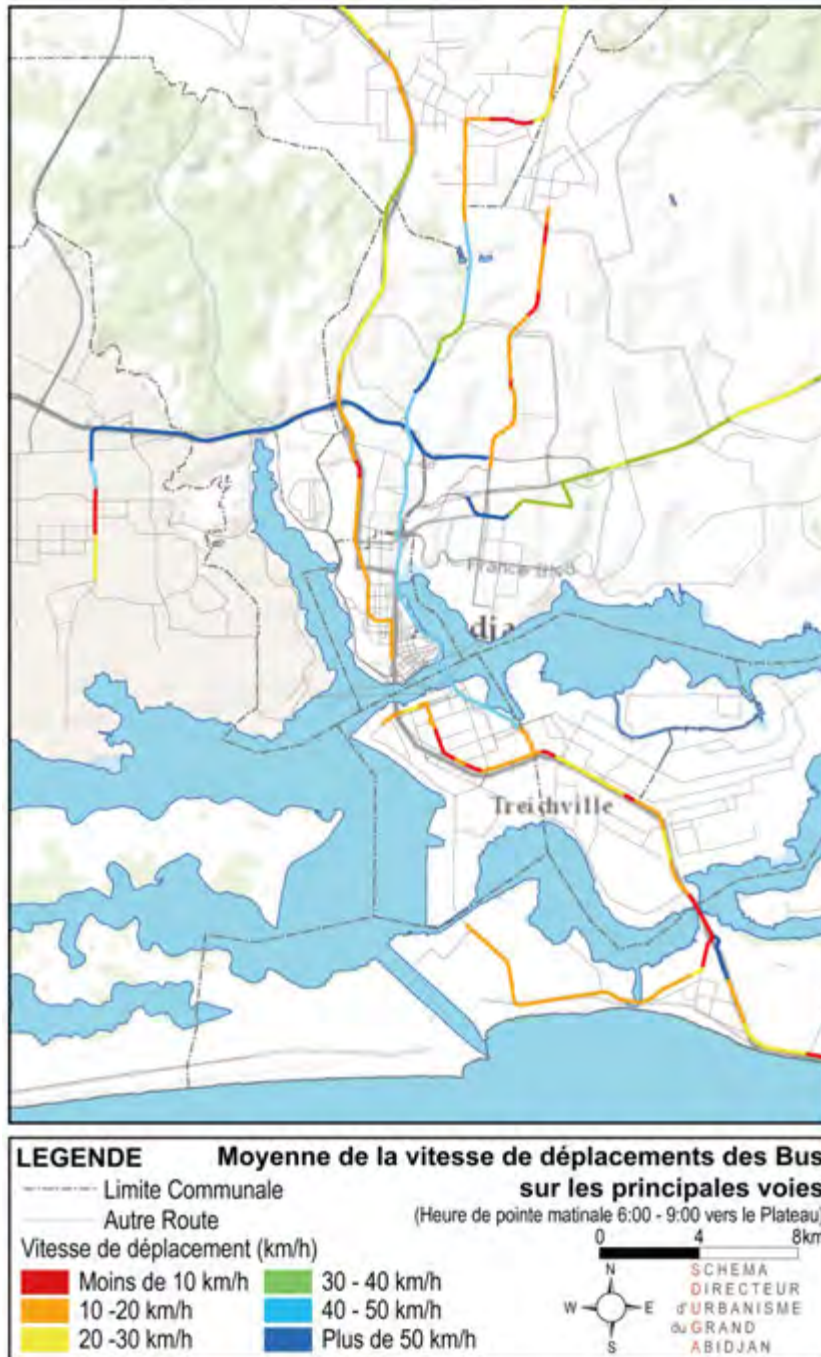 France Blvd
dja
Treichville
LEGENDE
Moyenne de la vitesse de déplacements des Bus
sur les principales voies
(Heure de pointe matinale 6:00 - 9:00 vers le Plateau)
Limite Communale
Autre Route
Vitesse de déplacement (km/h)
Moins de 10 km/h
10 -20 km/h
20 -30 km/h
30 - 40 km/h
40 - 50 km/h
Plus de 50 km/h
0 4 8km
N
W E
S
SCHEMA
DIRECTEUR
d'URBANISME
du GRAND
ABIDJAN